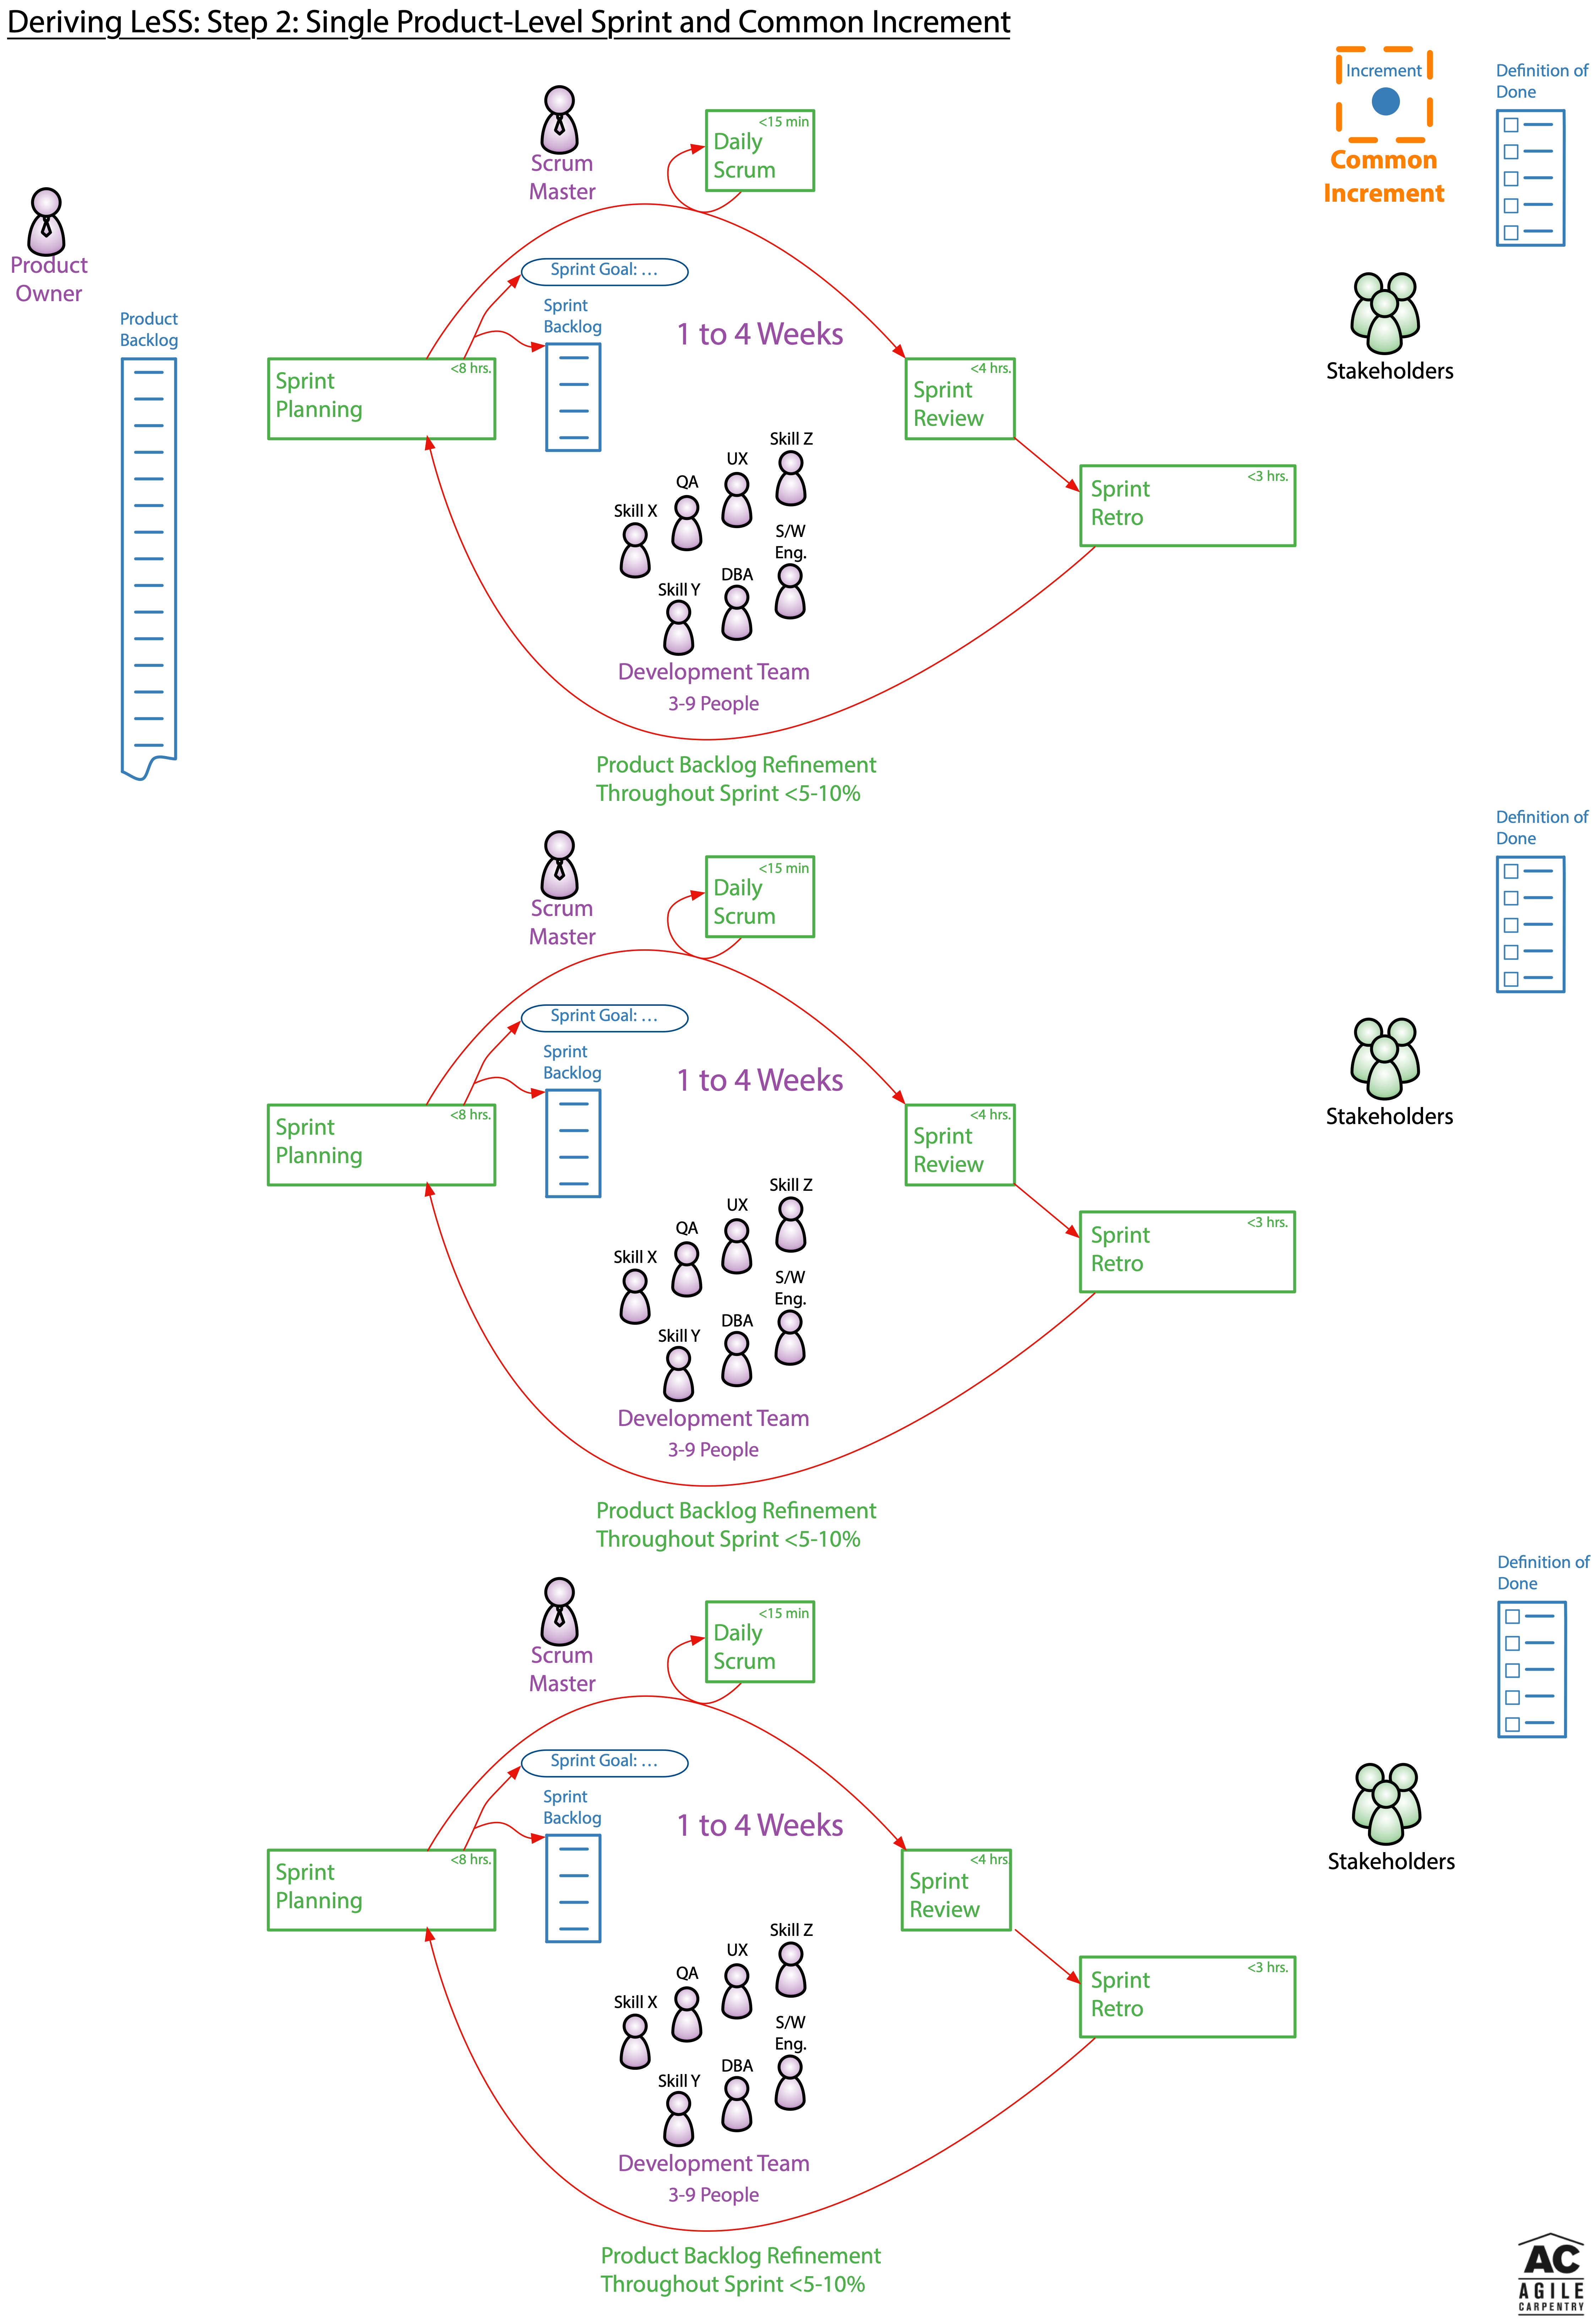 Deriving LeSS: Step 2: Single Product-Level Sprint and Common Increment
Increment
Common
Increment
Definition of
Done
Scrum
Master
<15 min
Daily
Scrum
Product
Owner
Product
Backlog
Sprint Goal: ...
Sprint
Backlog
1 to 4 Weeks
Stakeholders
<8 hrs.
Sprint
Planning
<4 hrs.
Sprint
Review
<3 hrs.
Sprint
Retro
Skill Z
UX
QA
Skill X
S/W
Eng.
DBA
Skill Y
Development Team
3-9 People
Product Backlog Refinement
Throughout Sprint <5-10%
Definition of
Done
Scrum
Master
<15 min
Daily
Scrum
Sprint Goal: ...
Sprint
Backlog
1 to 4 Weeks
Stakeholders
<8 hrs.
Sprint
Planning
<4 hrs.
Sprint
Review
<3 hrs.
Sprint
Retro
Skill Z
UX
QA
Skill X
S/W
Eng.
DBA
Skill Y
Development Team
3-9 People
Product Backlog Refinement
Throughout Sprint <5-10%
Definition of
Done
Scrum
Master
<15 min
Daily
Scrum
Sprint Goal: ...
Sprint
Backlog
1 to 4 Weeks
Stakeholders
<8 hrs.
Sprint
Planning
<4 hrs.
Sprint
Review
<3 hrs.
Sprint
Retro
Skill Z
UX
QA
Skill X
S/W
Eng.
DBA
Skill Y
Development Team
3-9 People
Product Backlog Refinement
Throughout Sprint <5-10%
AC
AGILE
CARPENTRY